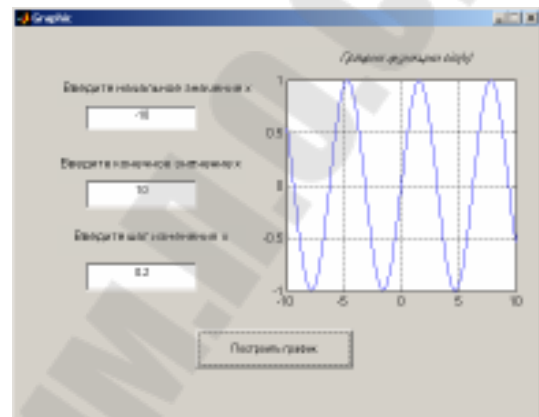 Graphic
График функции sin(x)
Введите начальное значение x
-10
Введите конечное значение x
10
Введите шаг изменения x
0.2
1
0.5
0
-0.5
-1
-10 -5 0 5 10
Построить график